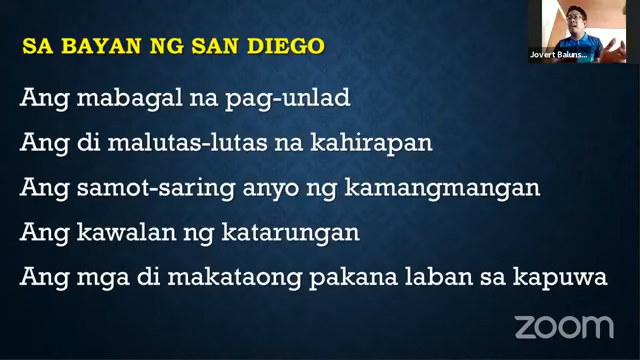 SA BAYAN NG SAN DIEGO
Jovert Baluns...
Ang mabagal na pag-unlad
Ang di malutas-lutas na kahirapan
Ang samot-saring anyo ng kamangmangan
Ang kawalan ng katarungan
Ang mga di makataong pakana laban sa kapuwa
zoom